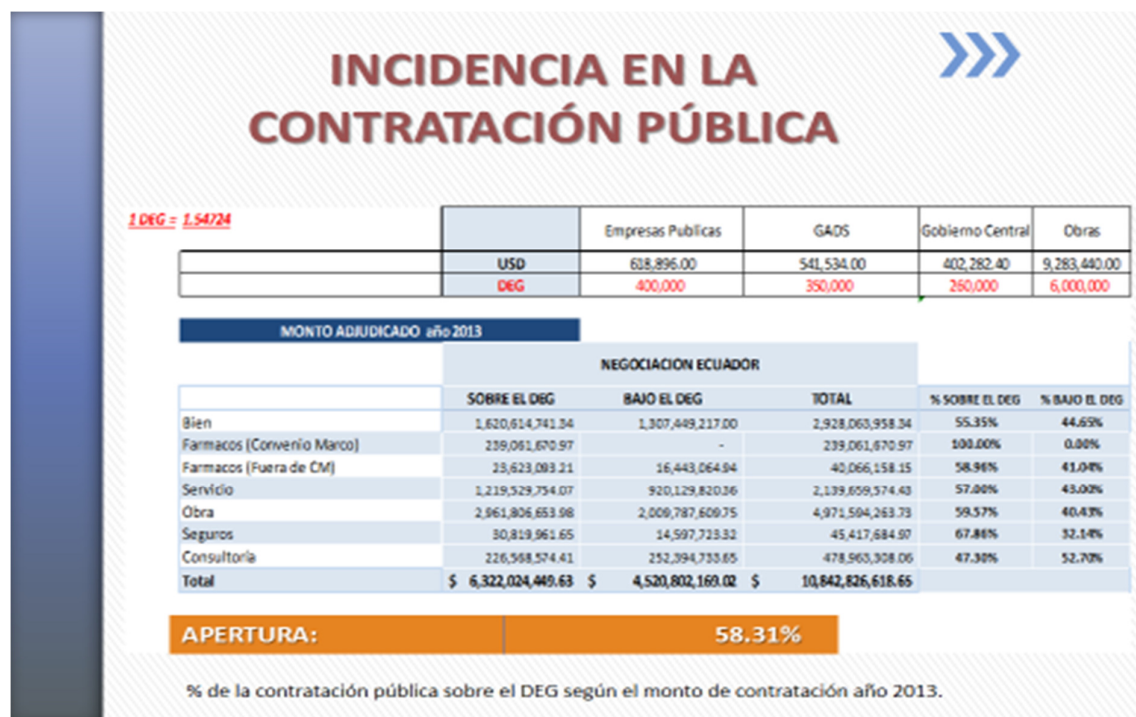 INCIDENCIA EN LA
CONTRATACIÓN PÚBLICA
1 DEG = 1.54724
Empresas Publicas GADS Gobierno Central Obras
USD 618,896.00 541,534.00 402,282.40 9,283,440.00
DEG 400,000 350,000 260,000 6,000,000
MONTO ADJUDICADO año 2013
NEGOCIACION ECUADOR
SOBRE EL DEG BAJO EL DEG TOTAL % SOBRE EL DEG % BAJO EL DEG
Bien 1,620,614,741.34 1,307,449,217.00 2,928,063,958.34 55.35% 44.65%
Farmacos (Convenio Marco) 239,061,670.97 - 239,061,670.97 100.00% 0.00%
Farmacos (Fuera de CM) 23,623,093.21 16,443,064.94 40,066,158.15 58.96% 41.04%
Servicio 1,219,529,754.07 920,129,820.36 2,139,659,574.43 57.00% 43.00%
Obra 2,961,806,653.98 2,009,787,609.75 4,971,594,263.73 59.57% 40.43%
Seguros 30,819,961.65 14,597,723.32 45,417,684.97 67.86% 32.14%
Consultoría 226,568,574.41 252,394,733.65 478,963,308.06 47.30% 52.70%
Total $ 6,322,024,449.63 $ 4,520,802,169.02 $ 10,842,826,618.65
APERTURA: 58.31%
% de la contratación pública sobre el DEG según el monto de contratación año 2013.